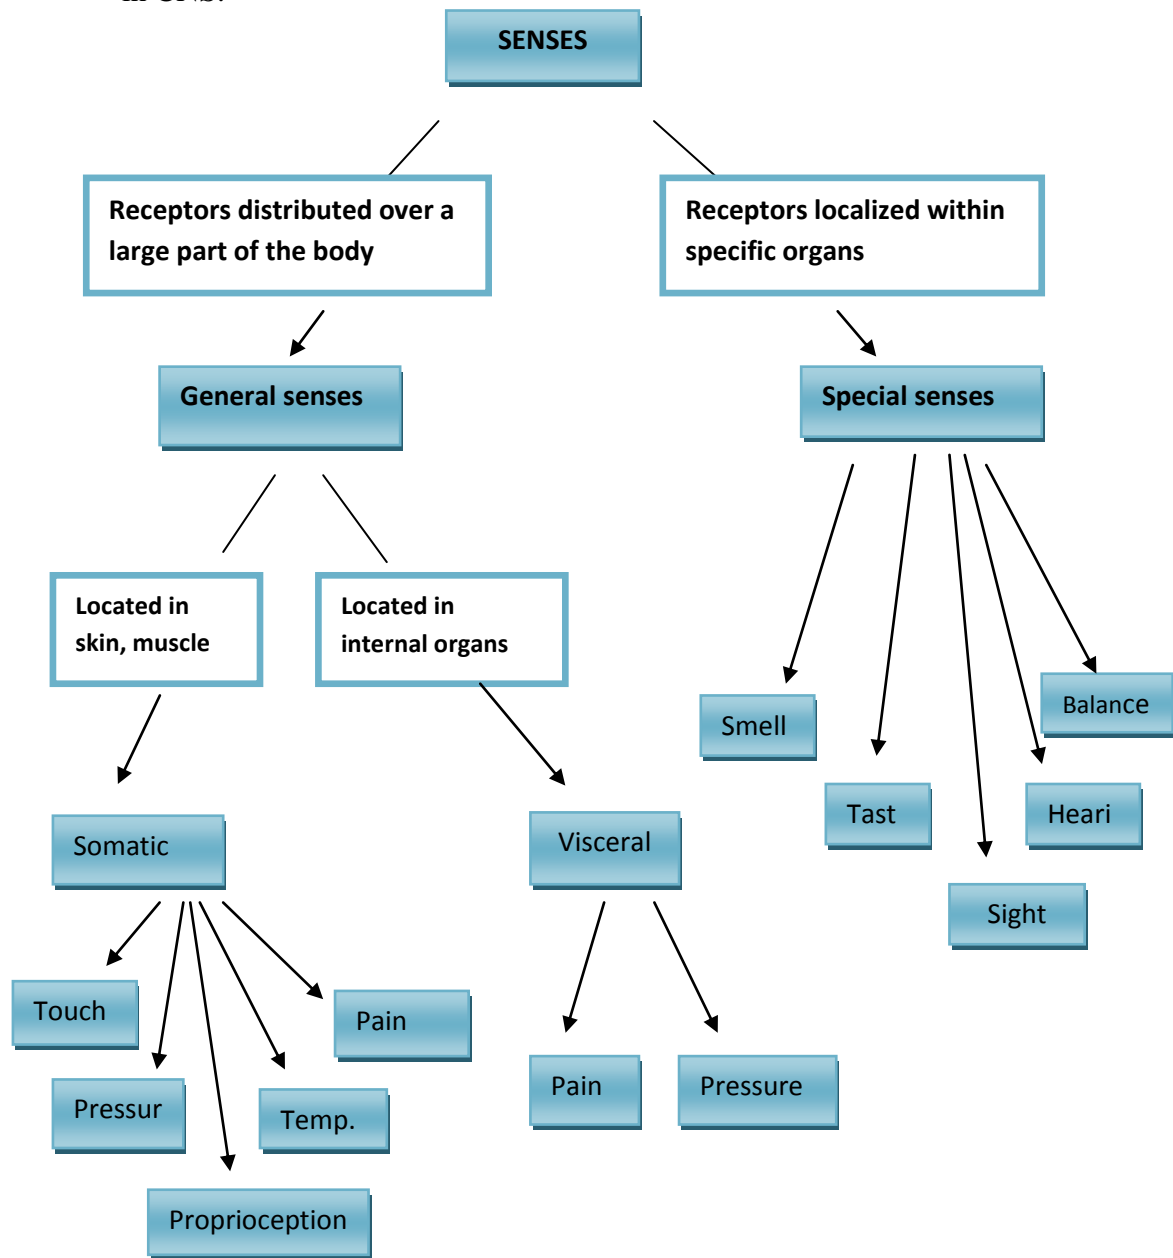 in CNS.
SENSES
Receptors distributed over a
large part of the body
Receptors localized within
specific organs
General senses
Special senses
Located in
skin, muscle
Located in
internal organs
Smell
Balance
Tast
Heari
Sight
Somatic
Visceral
Touch
Pain
Pressur
Temp.
Proprioception
Pain
Pressure